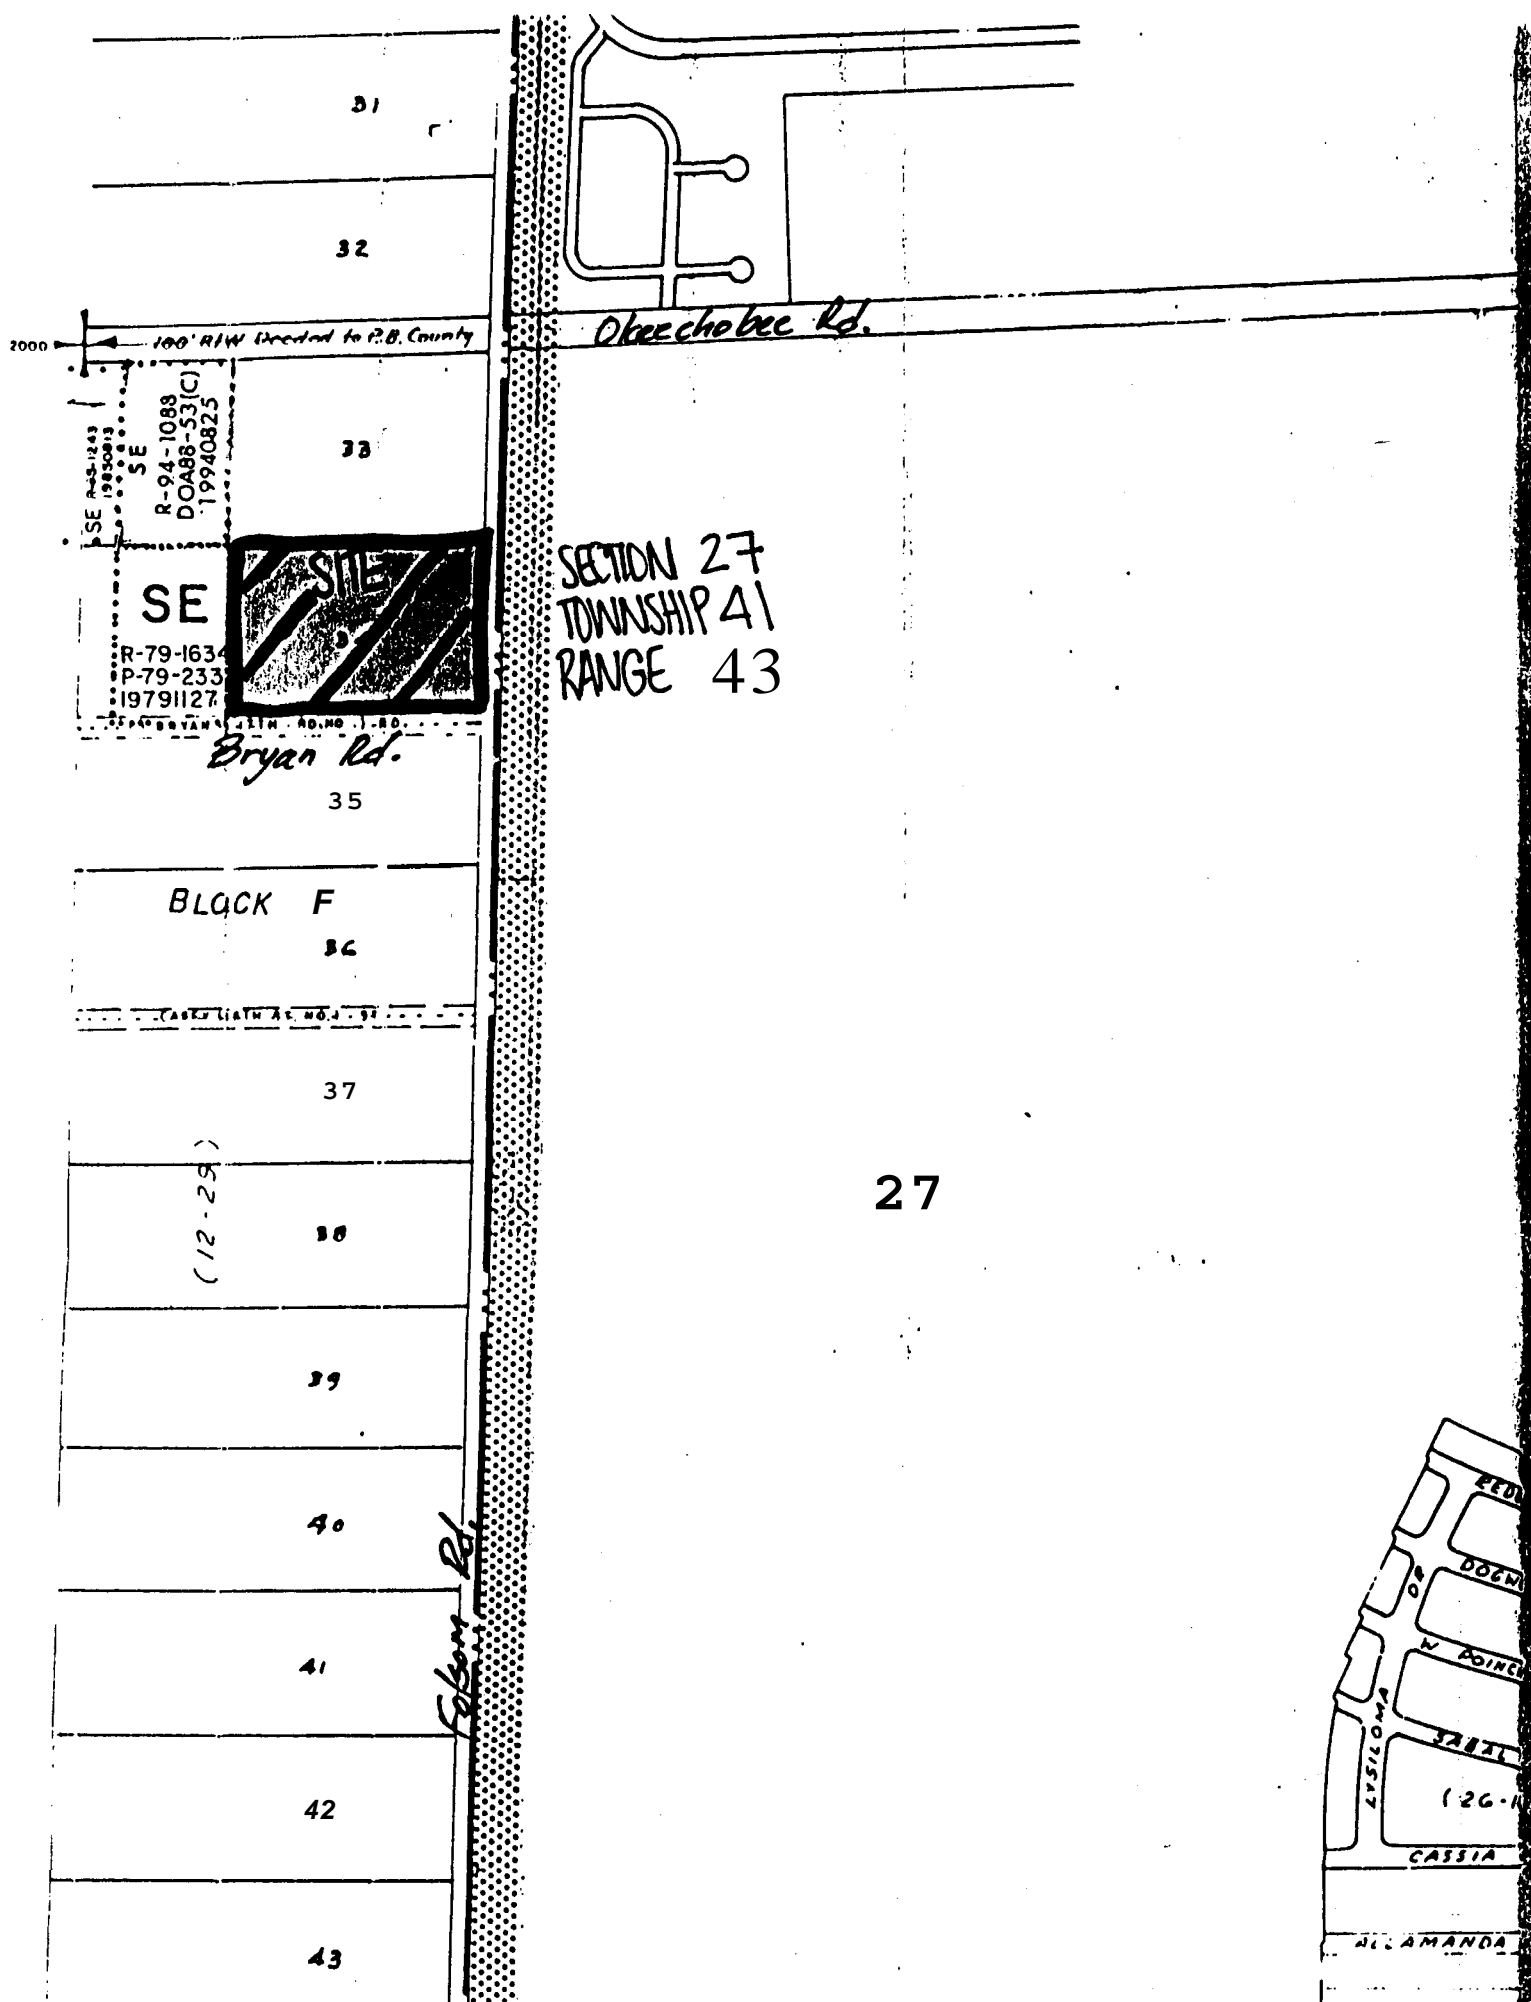 31
32
Okeechobee Rd.
2000
100' R/W Deeded to P.B. County
SE
R-94-1088
DOA88-53(C)
19940825
SE
33
SITE
SECTION 27
TOWNSHIP 41
RANGE 43
SE
R-79-1634
P-79-233
19791127
Bryan Rd.
35
BLOCK F
36
37
(12-29)
27
38
39
40
Folsom Rd.
41
42
43
DOGW
W POINCI
SABAL
LYSILOMA
DR
(26-1
CASSIA
ALLAMANDA